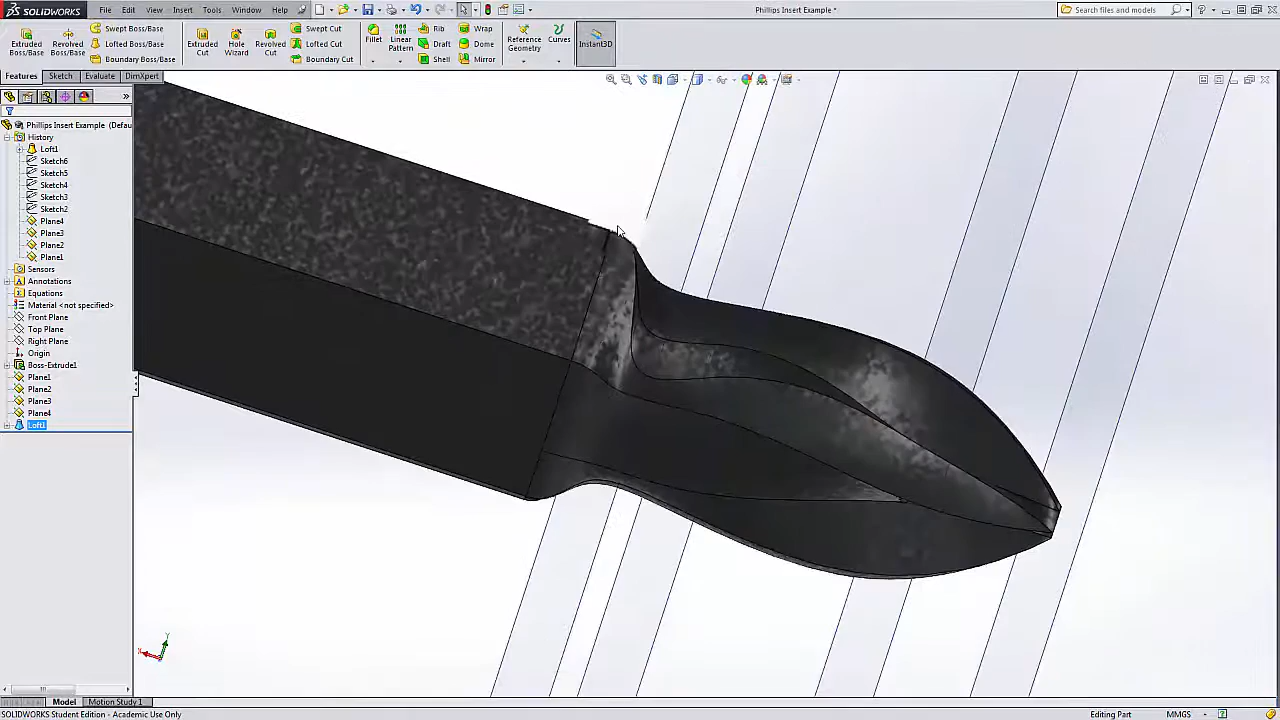 SOLIDWORKS File Edit View Insert Tools Window Help Phillips Insert Example * Search files and models
Extruded Boss/Base
Revolved Boss/Base
Swept Boss/Base
Lofted Boss/Base
Boundary Boss/Base
Extruded Cut
Hole Wizard
Revolved Cut
Swept Cut
Lofted Cut
Boundary Cut
Fillet
Linear Pattern
Rib
Draft
Shell
Wrap
Dome
Mirror
Reference Geometry
Curves
Instant3D
Features Sketch Evaluate DimXpert
Phillips Insert Example (Defau
History
Loft1
Sketch6
Sketch5
Sketch4
Sketch3
Sketch2
Plane4
Plane3
Plane2
Plane1
Sensors
Annotations
Equations
Material <not specified>
Front Plane
Top Plane
Right Plane
Origin
Boss-Extrude1
Plane1
Plane2
Plane3
Plane4
Loft1
Y
X
Model Motion Study 1
SOLIDWORKS Student Edition - Academic Use Only Editing Part MMGS